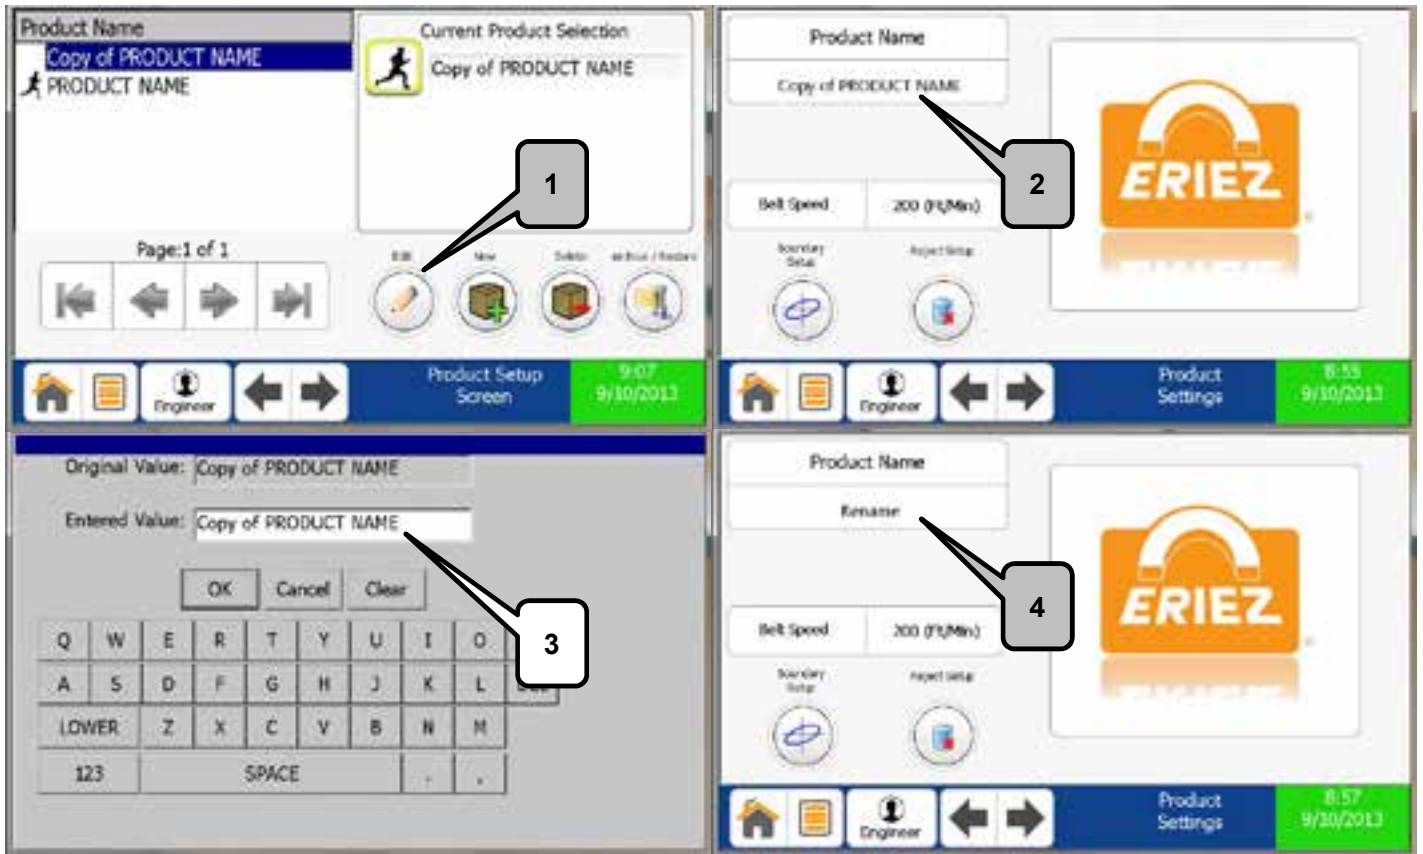 Product Name
Copy of PRODUCT NAME
PRODUCT NAME
Current Product Selection
Copy of PRODUCT NAME
1
Page:1 of 1
Edit
New
Delete
/ Restore
Engineer
Product Setup
Screen
9:07
9/10/2013
Product Name
Copy of PRODUCT NAME
2
Belt Speed
200 (Ft/Min)
Boundary
Setup
Reject Setup
ERIEZ
Engineer
Product
Settings
8:55
9/10/2013
Original Value: Copy of PRODUCT NAME
Entered Value: Copy of PRODUCT NAME
OK
Cancel
Clear
3
Q W E R T Y U I O
A S D F G H J K L
LOWER Z X C V B N M
123 SPACE . ,
Product Name
Rename
4
Belt Speed
200 (Ft/Min)
Boundary
Setup
Reject Setup
ERIEZ
Engineer
Product
Settings
8:57
9/10/2013